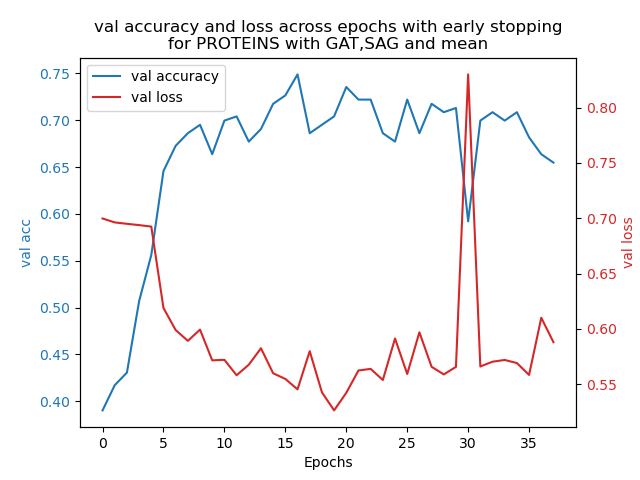 val accuracy and loss across epochs with early stopping
for PROTEINS with GAT,SAG and mean
val accuracy
val loss
0.75
0.70
0.65
0.60
0.55
0.50
0.45
0.40
val acc
0.80
0.75
0.70
0.65
0.60
0.55
val loss
0 5 10 15 20 25 30 35
Epochs